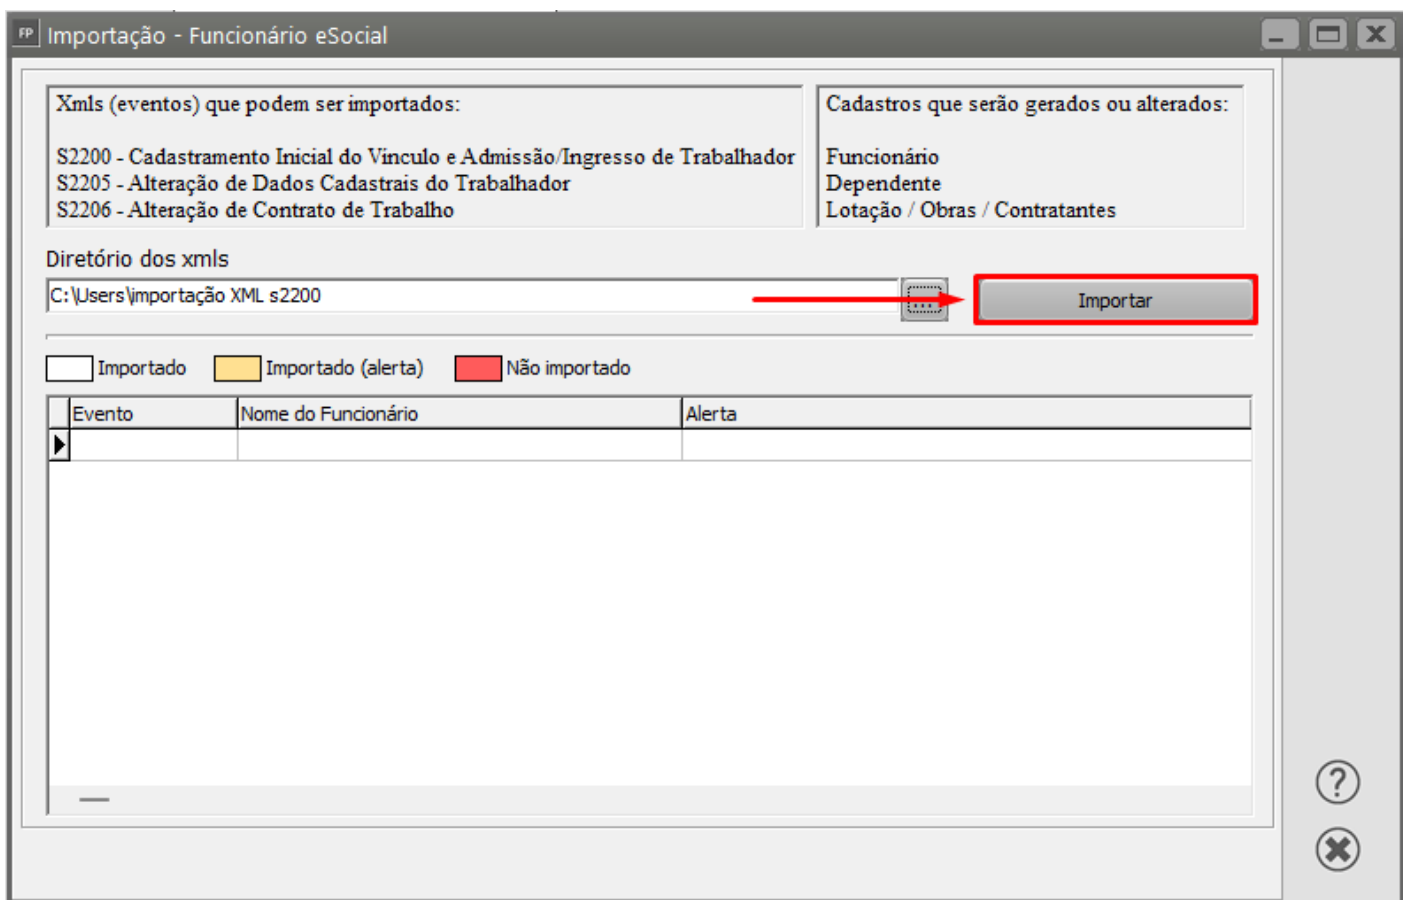 FP Importação - Funcionário eSocial
Xmls (eventos) que podem ser importados:
S2200 - Cadastramento Inicial do Vínculo e Admissão/Ingresso de Trabalhador
S2205 - Alteração de Dados Cadastrais do Trabalhador
S2206 - Alteração de Contrato de Trabalho
Cadastros que serão gerados ou alterados:
Funcionário
Dependente
Lotação / Obras / Contratantes
Diretório dos xmls
C:\Users\importação XML s2200
...
Importar
Importado Importado (alerta) Não importado
Evento Nome do Funcionário Alerta
?